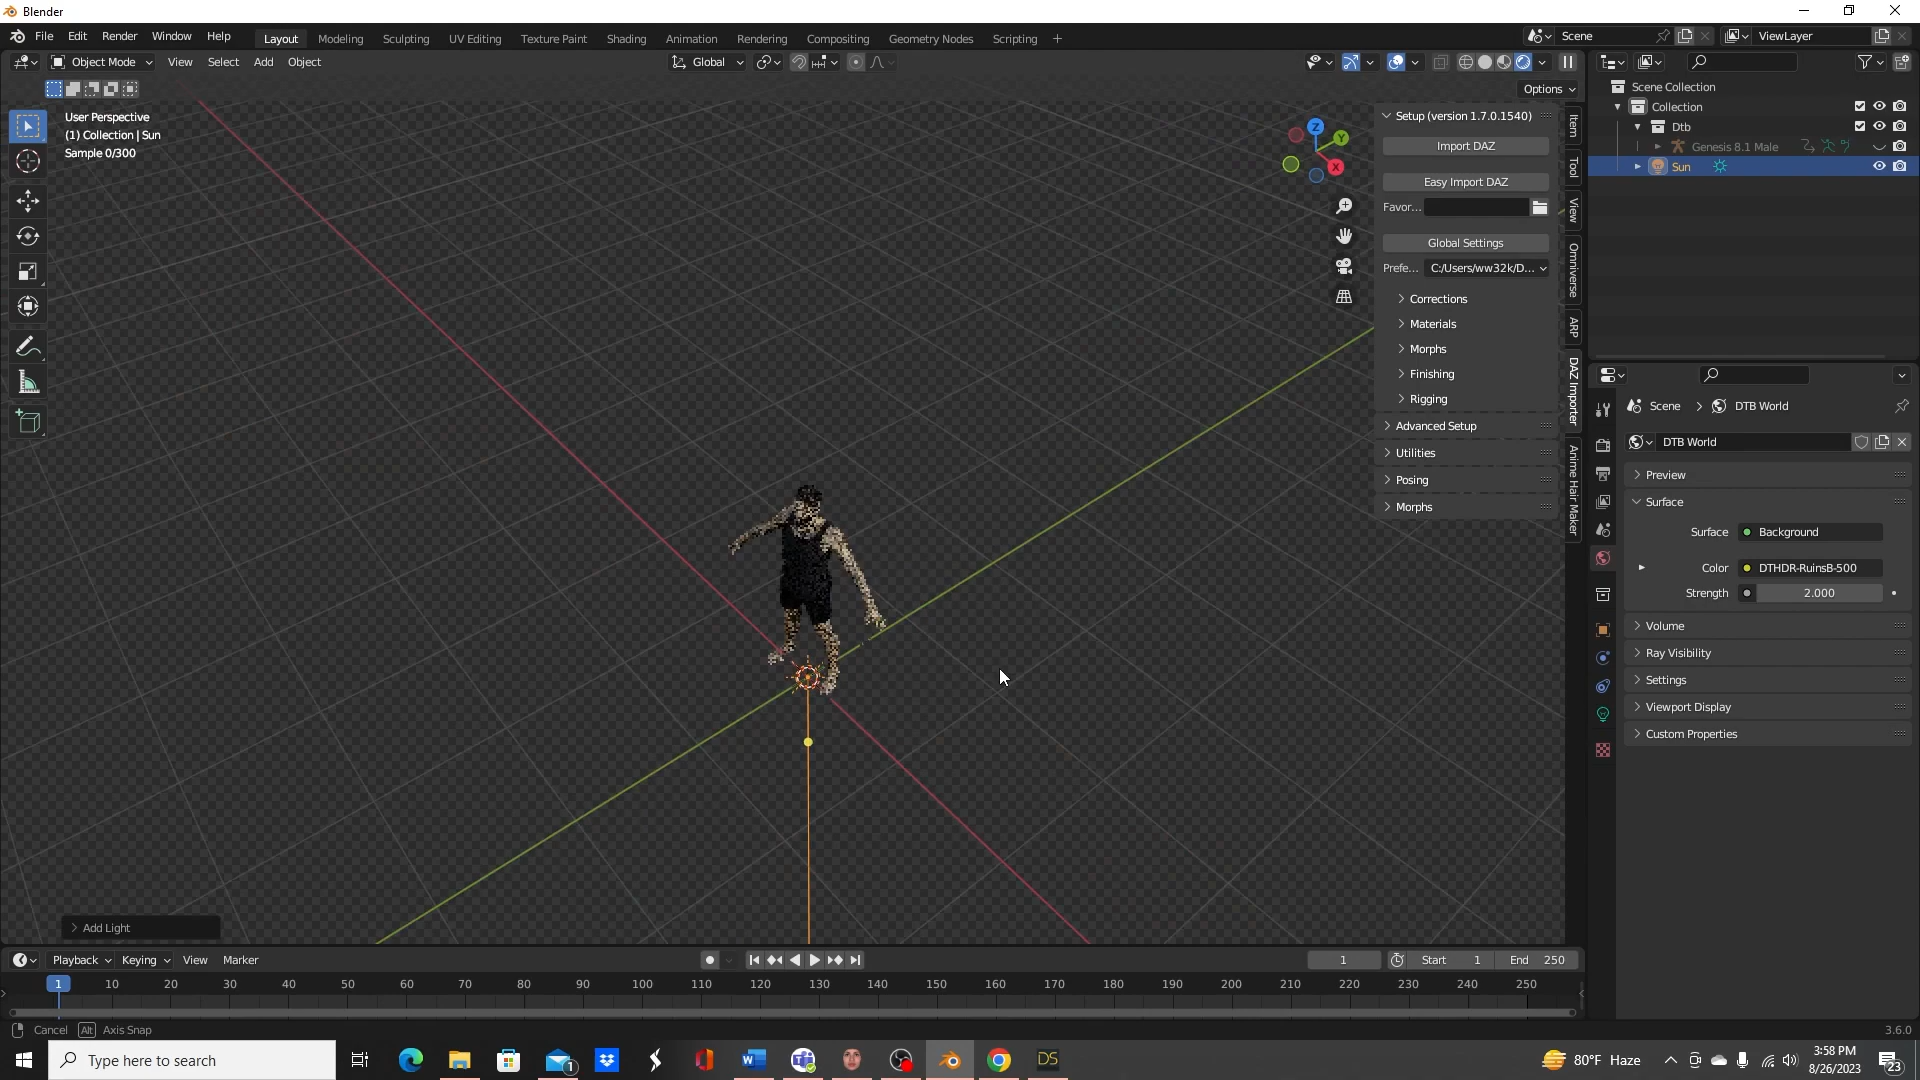 Blender
File Edit Render Window Help Layout Modeling Sculpting UV Editing Texture Paint Shading Animation Rendering Compositing Geometry Nodes Scripting + Scene ViewLayer
Object Mode View Select Add Object Global
Options
User Perspective
(1) Collection | Sun
Sample 0/300
Z
Y
X
Setup (version 1.7.0.1540)
Import DAZ
Easy Import DAZ
Favor...
Global Settings
Prefe... C:/Users/ww32k/D...
Corrections
Materials
Morphs
Finishing
Rigging
Advanced Setup
Utilities
Posing
Morphs
Item
Tool
View
Omniverse
ARP
DAZ Importer
Anime Hair Maker
Scene Collection
Collection
Dtb
Genesis 8.1 Male
Sun
Scene > DTB World
DTB World
Preview
Surface
Surface Background
Color DTHDR-RuinsB-500
Strength 2.000
Volume
Ray Visibility
Settings
Viewport Display
Custom Properties
Add Light
Playback Keying View Marker 1 Start 1 End 250
1 10 20 30 40 50 60 70 80 90 100 110 120 130 140 150 160 170 180 190 200 210 220 230 240 250
Cancel Alt Axis Snap 3.6.0
Type here to search
1
W
DS
80°F Haze
3:58 PM
8/26/2023
23